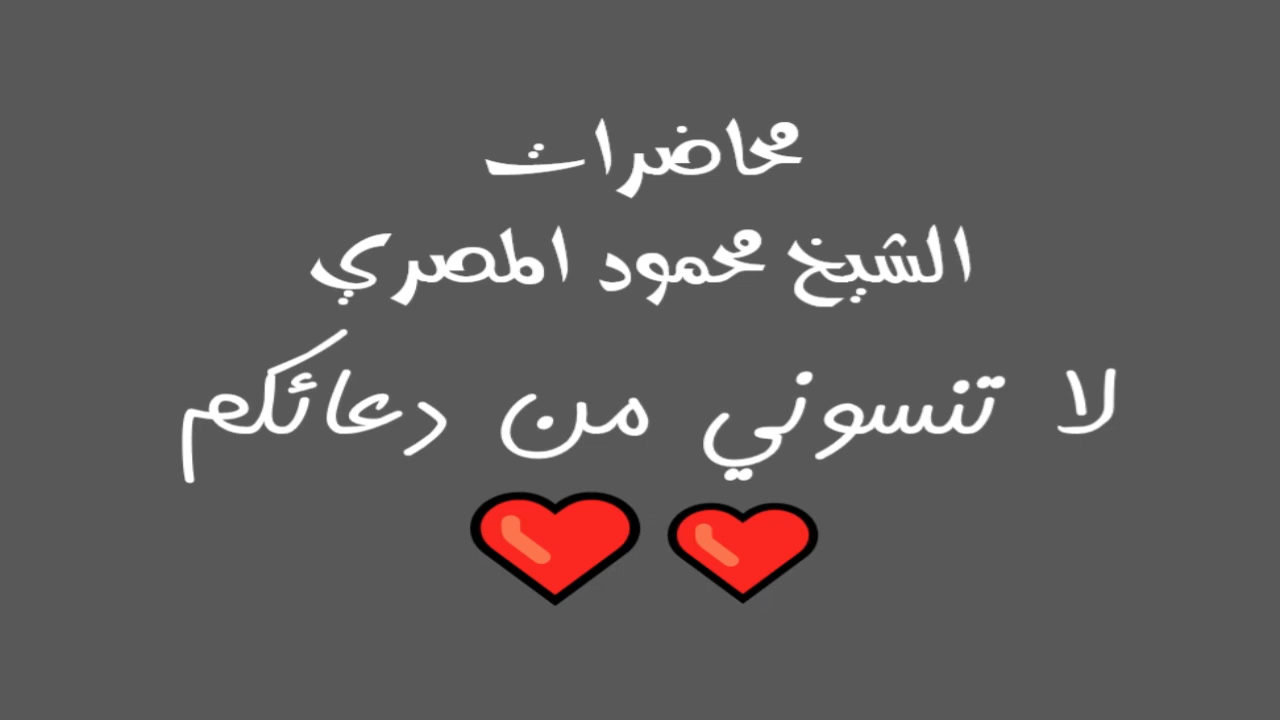 محاضرات
الشيخ محمود المصري
لا تنسوني من دعائكم